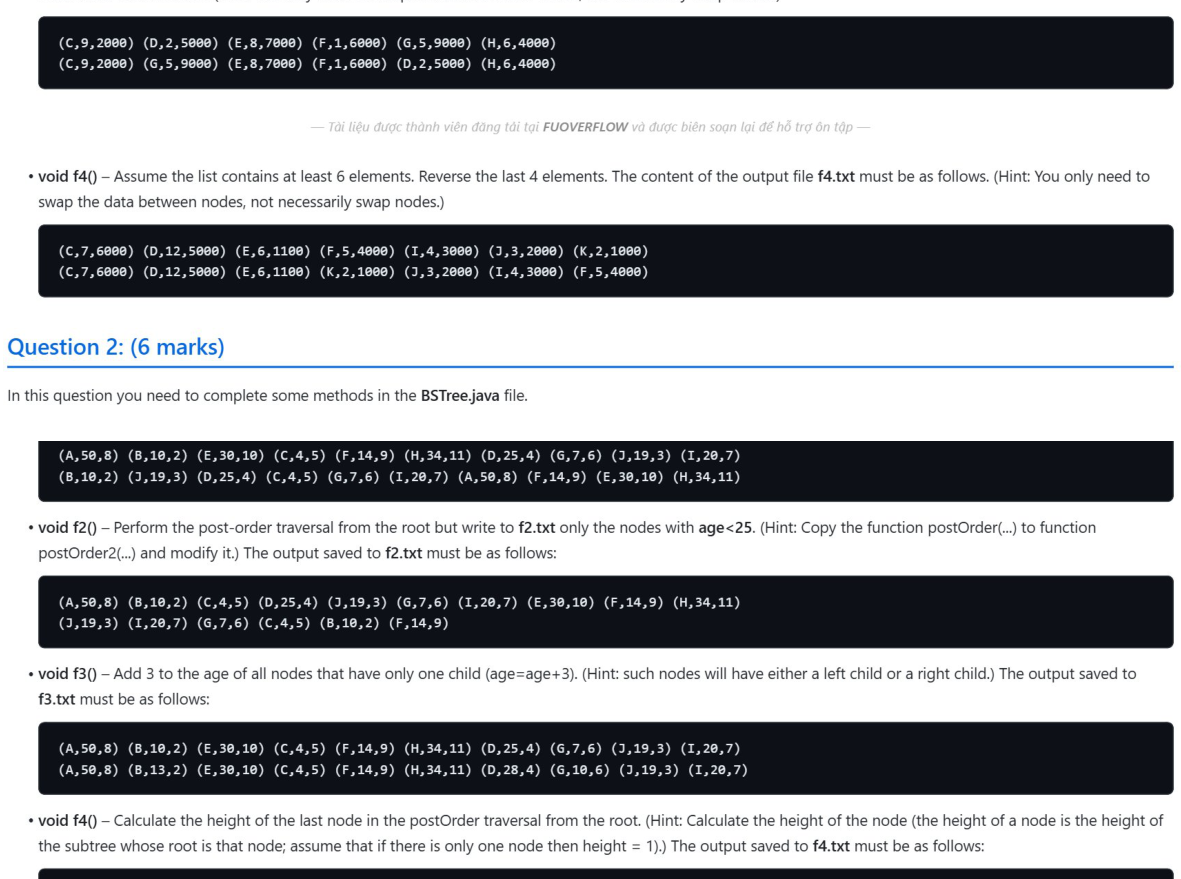 (C,9,2000) (D,2,5000) (E,8,7000) (F,1,6000) (G,5,9000) (H,6,4000)
(C,9,2000) (G,5,9000) (E,8,7000) (F,1,6000) (D,2,5000) (H,6,4000)
— Tài liệu được thành viên đăng tải tại FUOVERFLOW và được biên soạn lại để hỗ trợ ôn tập —
• void f4() – Assume the list contains at least 6 elements. Reverse the last 4 elements. The content of the output file f4.txt must be as follows. (Hint: You only need to
swap the data between nodes, not necessarily swap nodes.)
(C,7,6000) (D,12,5000) (E,6,1100) (F,5,4000) (I,4,3000) (J,3,2000) (K,2,1000)
(C,7,6000) (D,12,5000) (E,6,1100) (K,2,1000) (J,3,2000) (I,4,3000) (F,5,4000)
Question 2: (6 marks)
In this question you need to complete some methods in the BSTree.java file.
(A,50,8) (B,10,2) (E,30,10) (C,4,5) (F,14,9) (H,34,11) (D,25,4) (G,7,6) (J,19,3) (I,20,7)
(B,10,2) (J,19,3) (D,25,4) (C,4,5) (G,7,6) (I,20,7) (A,50,8) (F,14,9) (E,30,10) (H,34,11)
• void f2() – Perform the post-order traversal from the root but write to f2.txt only the nodes with age<25. (Hint: Copy the function postOrder(...) to function
postOrder2(...) and modify it.) The output saved to f2.txt must be as follows:
(A,50,8) (B,10,2) (C,4,5) (D,25,4) (J,19,3) (G,7,6) (I,20,7) (E,30,10) (F,14,9) (H,34,11)
(J,19,3) (I,20,7) (G,7,6) (C,4,5) (B,10,2) (F,14,9)
• void f3() – Add 3 to the age of all nodes that have only one child (age=age+3). (Hint: such nodes will have either a left child or a right child.) The output saved to
f3.txt must be as follows:
(A,50,8) (B,10,2) (E,30,10) (C,4,5) (F,14,9) (H,34,11) (D,25,4) (G,7,6) (J,19,3) (I,20,7)
(A,50,8) (B,13,2) (E,30,10) (C,4,5) (F,14,9) (H,34,11) (D,28,4) (G,10,6) (J,19,3) (I,20,7)
• void f4() – Calculate the height of the last node in the postOrder traversal from the root. (Hint: Calculate the height of the node (the height of a node is the height of
the subtree whose root is that node; assume that if there is only one node then height = 1).) The output saved to f4.txt must be as follows: